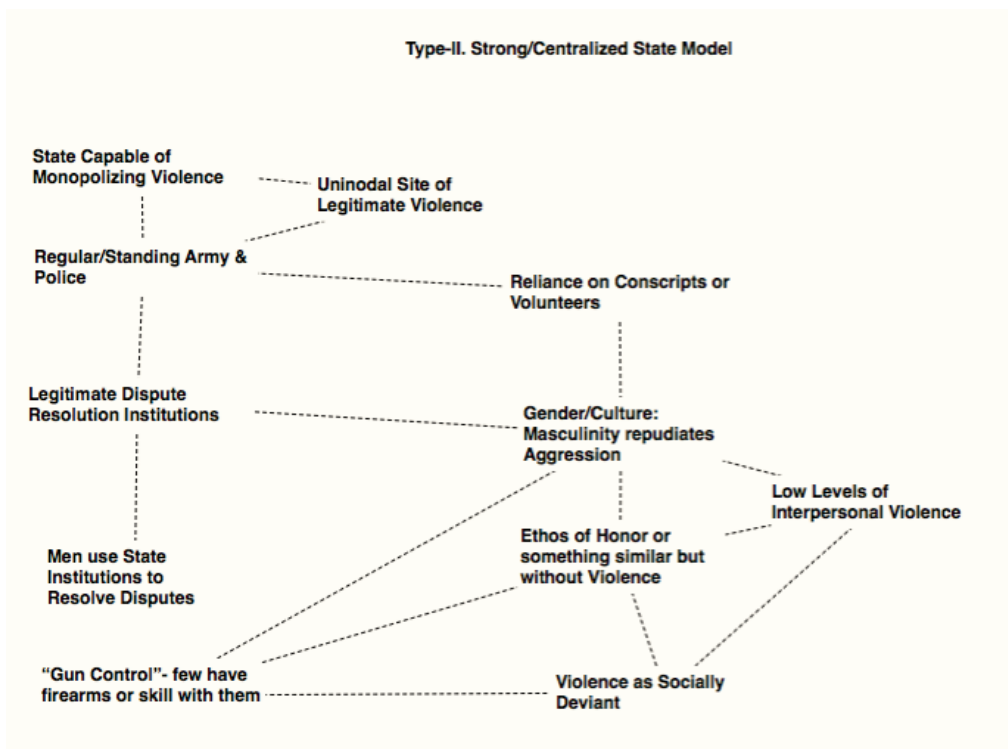 Type-II. Strong/Centralized State Model
State Capable of
Monopolizing Violence
Uninodal Site of
Legitimate Violence
Regular/Standing Army &
Police
Reliance on Conscripts or
Volunteers
Legitimate Dispute
Resolution Institutions
Gender/Culture:
Masculinity repudiates
Aggression
Low Levels of
Interpersonal Violence
Ethos of Honor or
something similar but
without Violence
Men use State
Institutions to
Resolve Disputes
“Gun Control”- few have
firearms or skill with them
Violence as Socially
Deviant